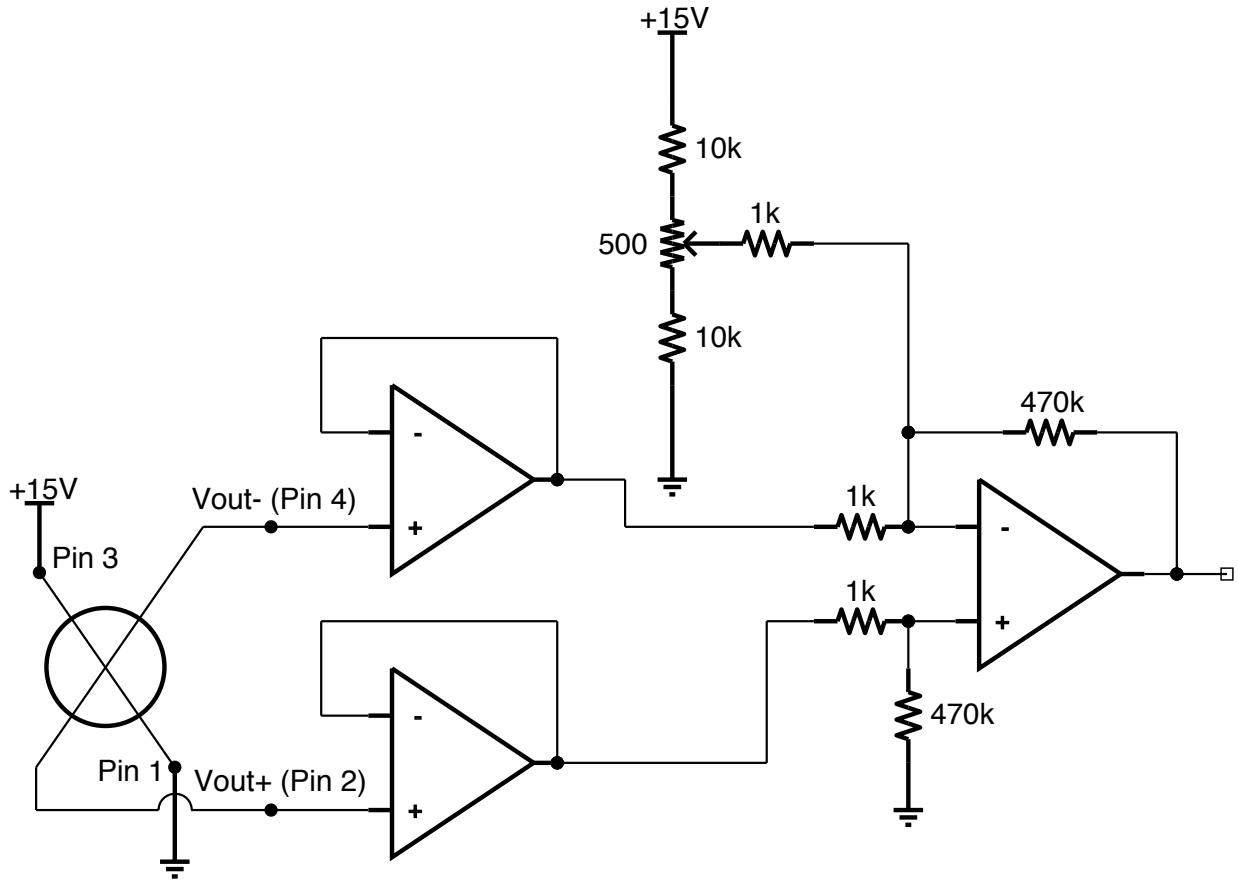 +15V
10k
1k
500
10k
470k
-
+15V
Vout- (Pin 4)
1k
+
-
Pin 3
1k
+
-
470k
Pin 1
Vout+ (Pin 2)
+